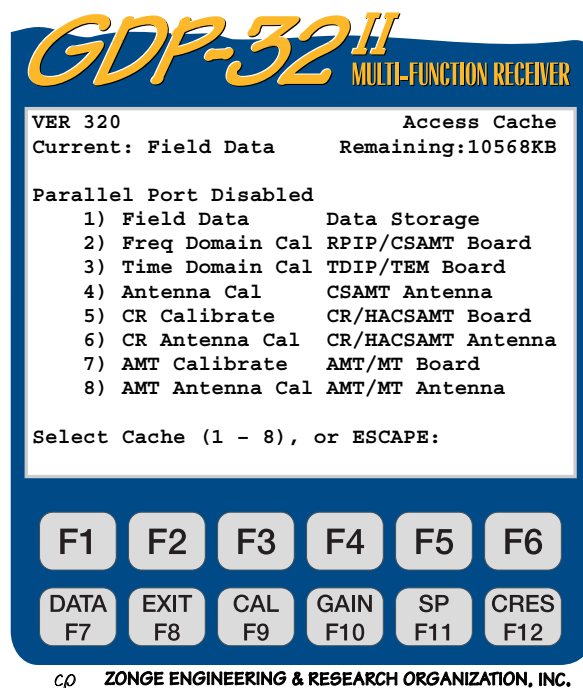 GDP-32 II
MULTI-FUNCTION RECEIVER
VER 320 Access Cache
Current: Field Data Remaining:10568KB
Parallel Port Disabled
1) Field Data Data Storage
2) Freq Domain Cal RPIP/CSAMT Board
3) Time Domain Cal TDIP/TEM Board
4) Antenna Cal CSAMT Antenna
5) CR Calibrate CR/HACSAMT Board
6) CR Antenna Cal CR/HACSAMT Antenna
7) AMT Calibrate AMT/MT Board
8) AMT Antenna Cal AMT/MT Antenna
Select Cache (1 – 8), or ESCAPE:
F1 F2 F3 F4 F5 F6
DATA EXIT CAL GAIN SP CRES
F7 F8 F9 F10 F11 F12
ZONGE ENGINEERING & RESEARCH ORGANIZATION, INC.